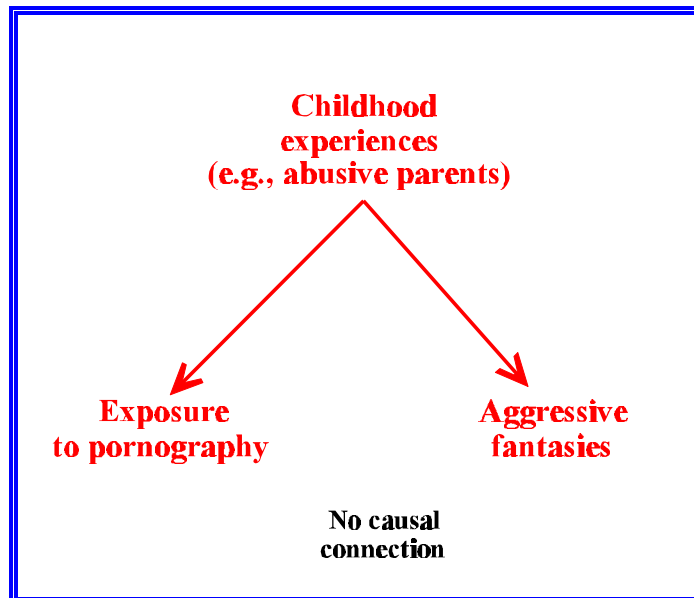 Childhood
experiences
(e.g., abusive parents)
Exposure
to pornography
Aggressive
fantasies
No causal
connection